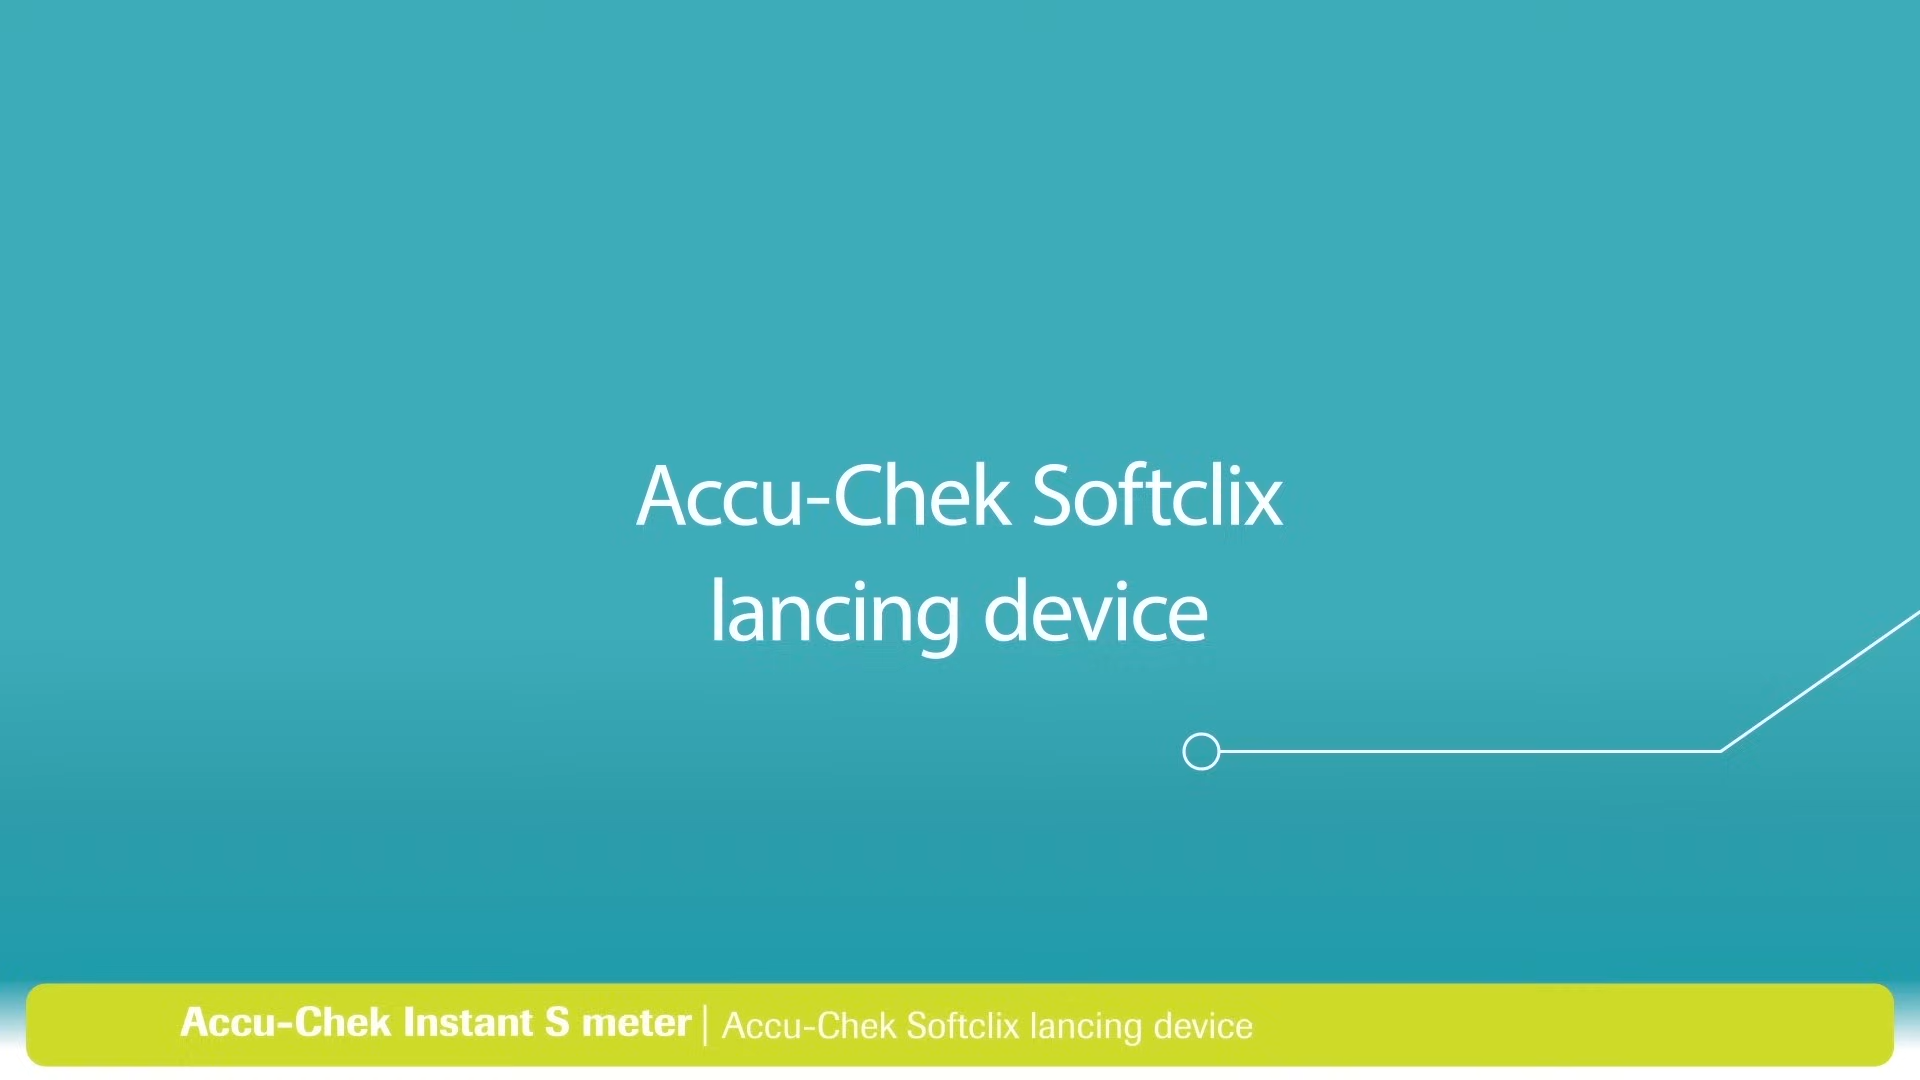 Accu-Chek Softclix
lancing device
Accu-Chek Instant S meter | Accu-Chek Softclix lancing device